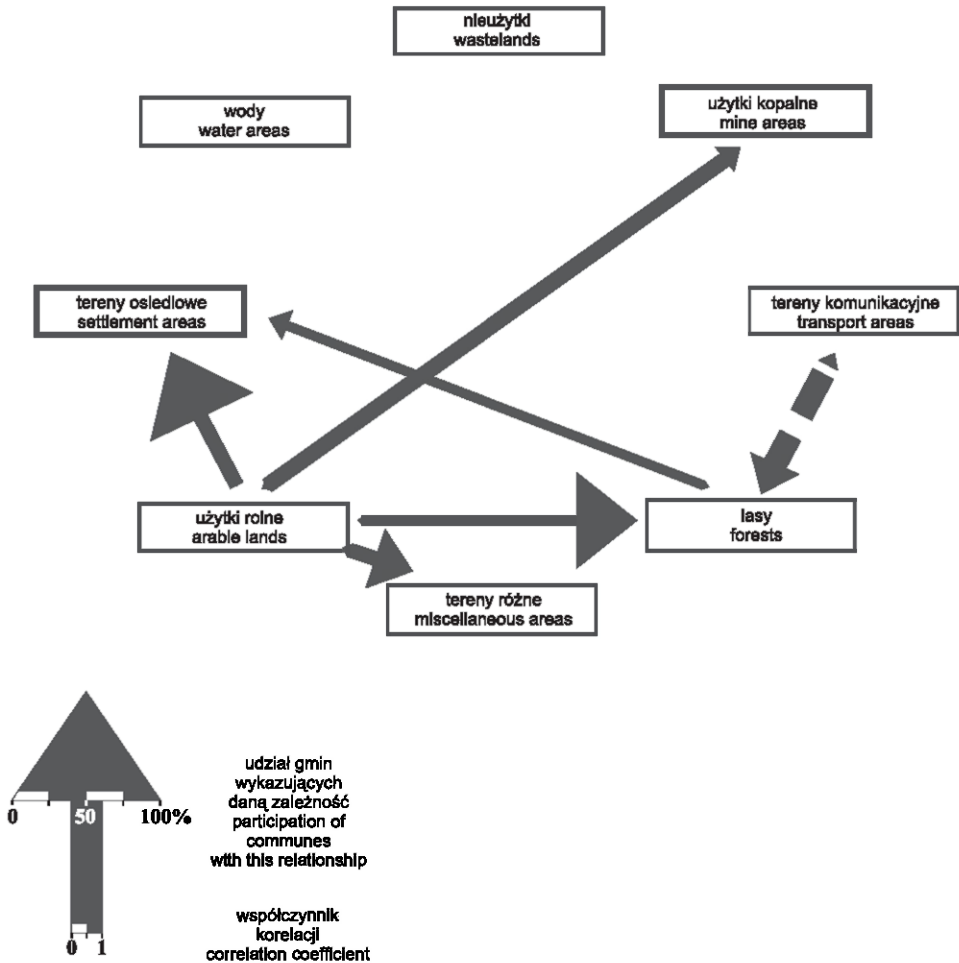 nieużytki
wastelands
wody
water areas
użytki kopalne
mine areas
tereny osiedlowe
settlement areas
tereny komunikacyjne
transport areas
użytki rolne
arable lands
lasy
forests
tereny różne
miscellaneous areas
udział gmin
wykazujących
daną zależność
participation of
communes
with this relationship
0 50 100%
współczynnik
korelacji
correlation coefficient
0 1